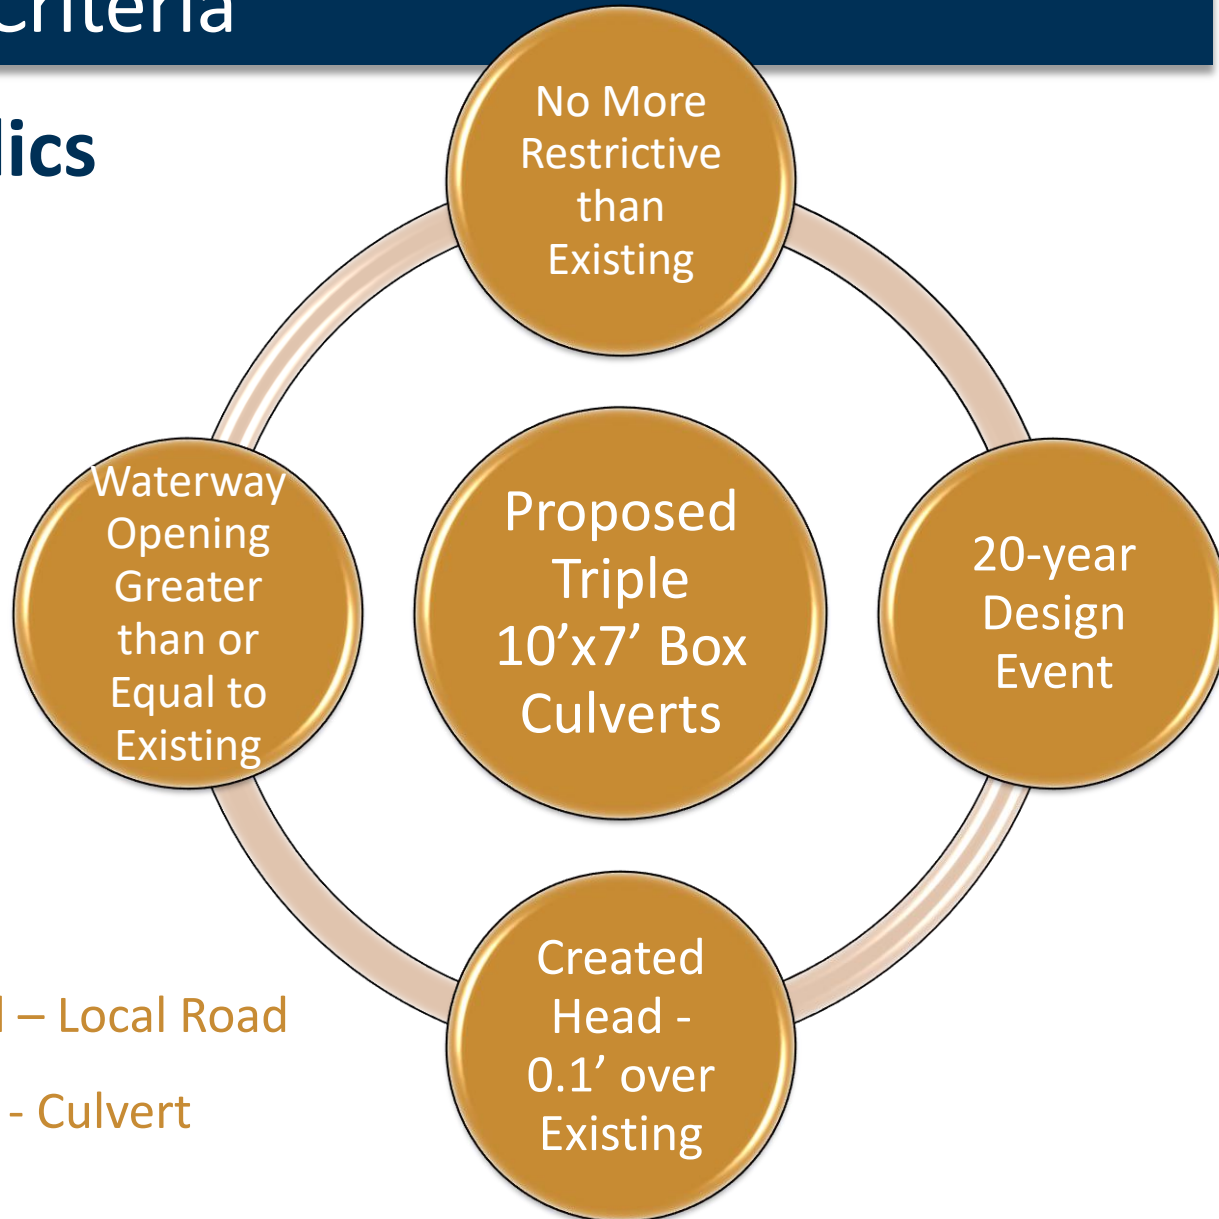 Criteria
No More
Restrictive
than
Existing
Waterway
Opening
Greater
than or
Equal to
Existing
Proposed
Triple
10’x7’ Box
Culverts
20-year
Design
Event
Created
Head -
0.1’ over
Existing
– Local Road
- Culvert